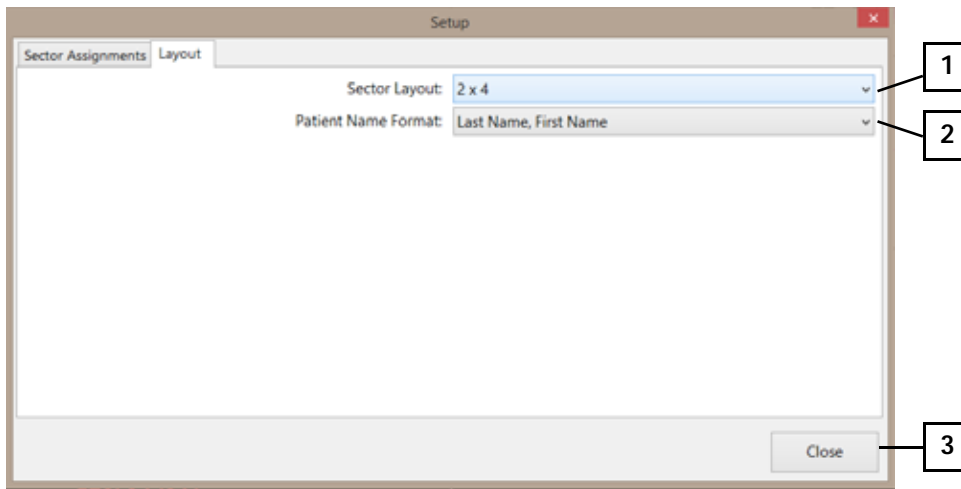 Setup
Sector Assignments Layout
Sector Layout: 2 x 4
1
Patient Name Format: Last Name, First Name
2
Close
3